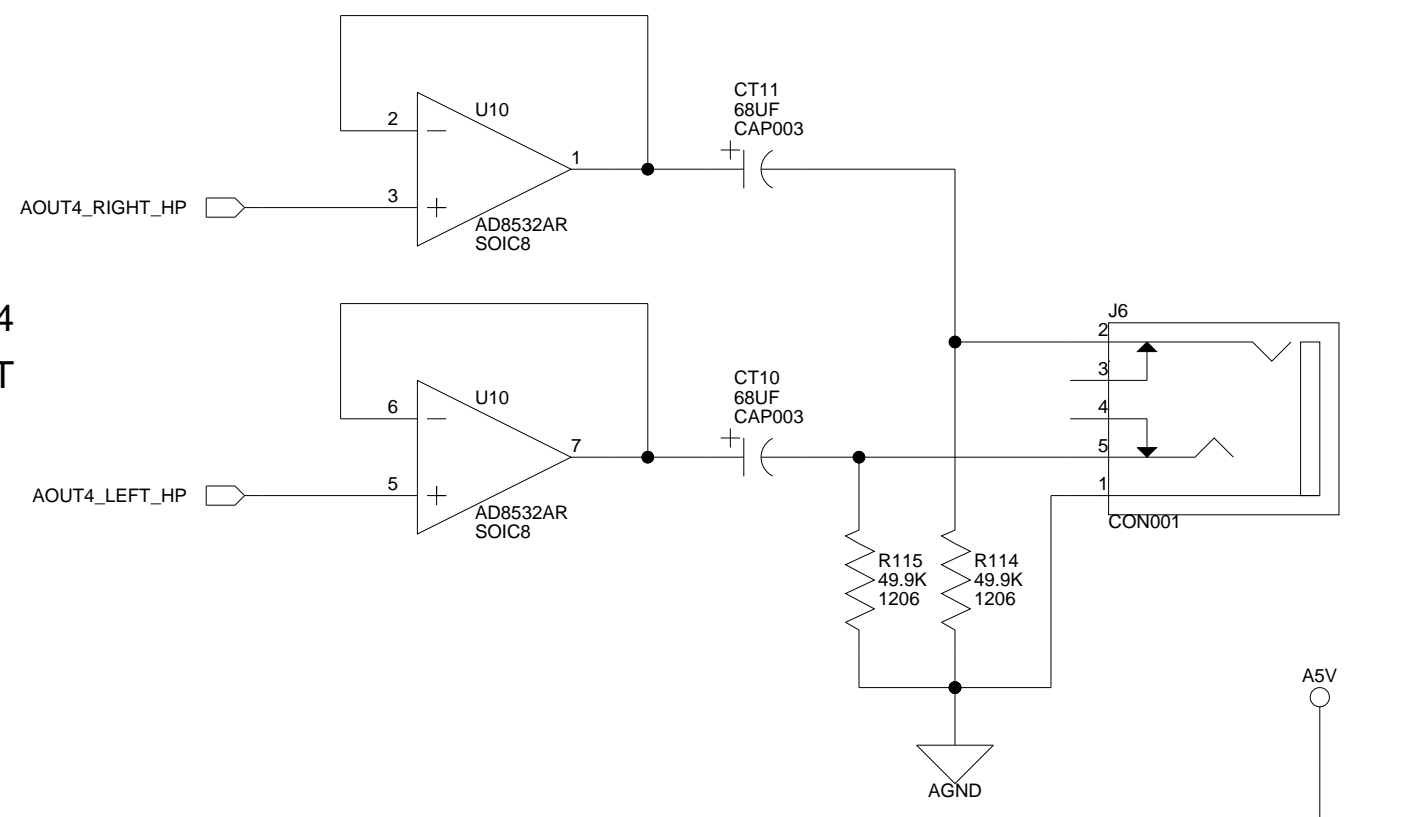 CT11
68UF
CAP003
U10
2
1
3
AOUT4_RIGHT_HP
AD8532AR
SOIC8
4
T
J6
2
3
4
5
1
CON001
CT10
68UF
CAP003
U10
6
7
5
AOUT4_LEFT_HP
AD8532AR
SOIC8
R115
49.9K
1206
R114
49.9K
1206
A5V
AGND